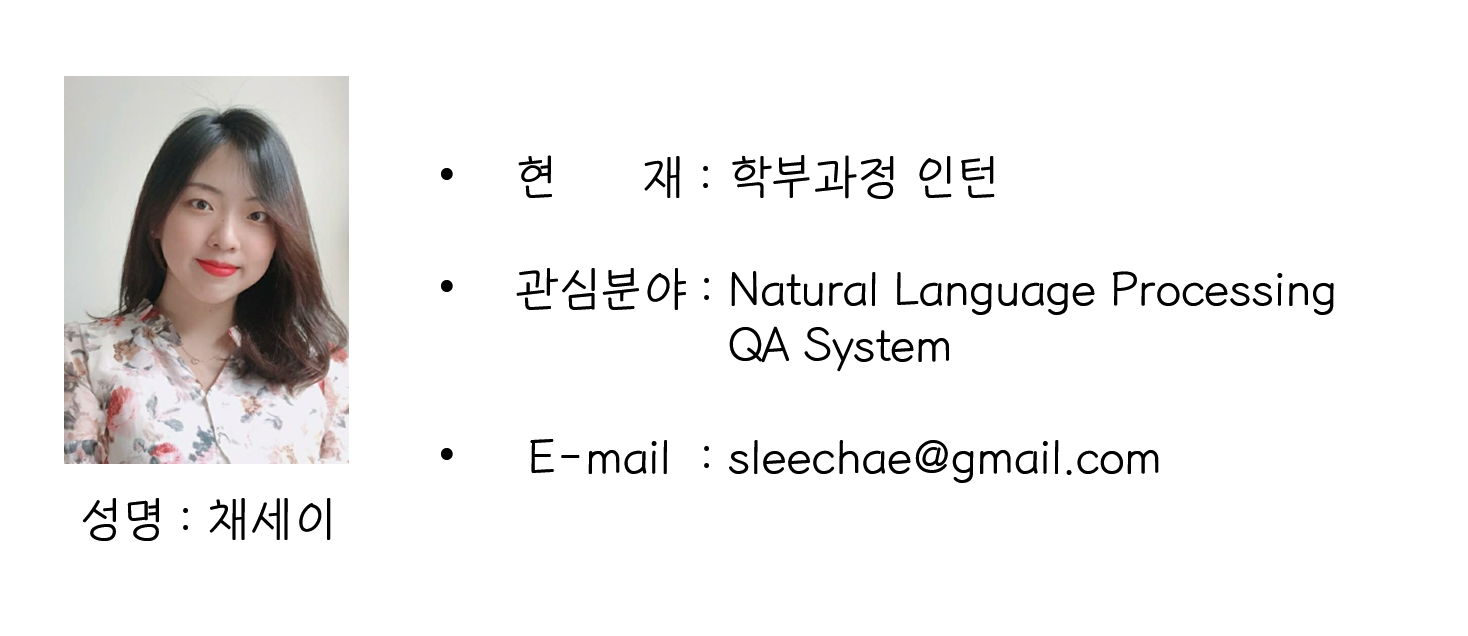 • 현 재 : 학부과정 인턴
• 관심분야 : Natural Language Processing
QA System
• E-mail : sleechae@gmail.com
성명 : 채세이